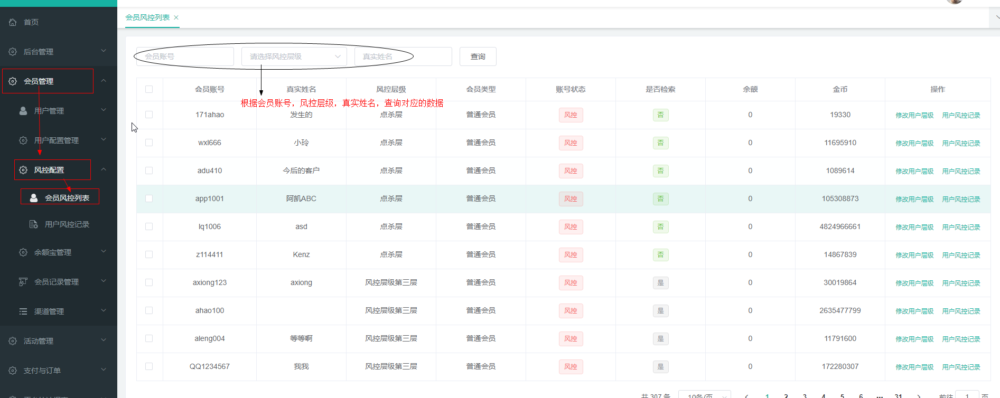 会员风控列表
首页
后台管理
会员管理
用户管理
用户配置管理
风控配置
会员风控列表
用户风控记录
余额宝管理
会员记录管理
渠道管理
活动管理
支付与订单
会员账号 请选择风控层级 真实姓名 查询
会员账号 真实姓名 风控层级 会员类型 账号状态 是否检索 余额 金币 操作
根据会员账号，风控层级，真实姓名，查询对应的数据
171ahao 发生的 点杀层 普通会员 风控 否 0 19330 修改用户层级 用户风控记录
wxl666 小玲 点杀层 普通会员 风控 否 0 11695910 修改用户层级 用户风控记录
adu410 今后的客户 点杀层 普通会员 风控 否 0 1089614 修改用户层级 用户风控记录
app1001 阿凯ABC 点杀层 普通会员 风控 否 0 105308873 修改用户层级 用户风控记录
lq1006 asd 点杀层 普通会员 风控 否 0 4824966661 修改用户层级 用户风控记录
z114411 Kenz 点杀层 普通会员 风控 否 0 14867839 修改用户层级 用户风控记录
axiong123 axiong 风控层级第三层 普通会员 风控 是 0 30019864 修改用户层级 用户风控记录
ahao100 风控层级第三层 普通会员 风控 是 0 2635477799 修改用户层级 用户风控记录
aleng004 等等啊 风控层级第三层 普通会员 风控 是 0 11791600 修改用户层级 用户风控记录
QQ1234567 我我 风控层级第三层 普通会员 风控 是 0 172280307 修改用户层级 用户风控记录
共 307 条 10条/页 1 2 3 4 5 6 ··· 31 前往 1 页